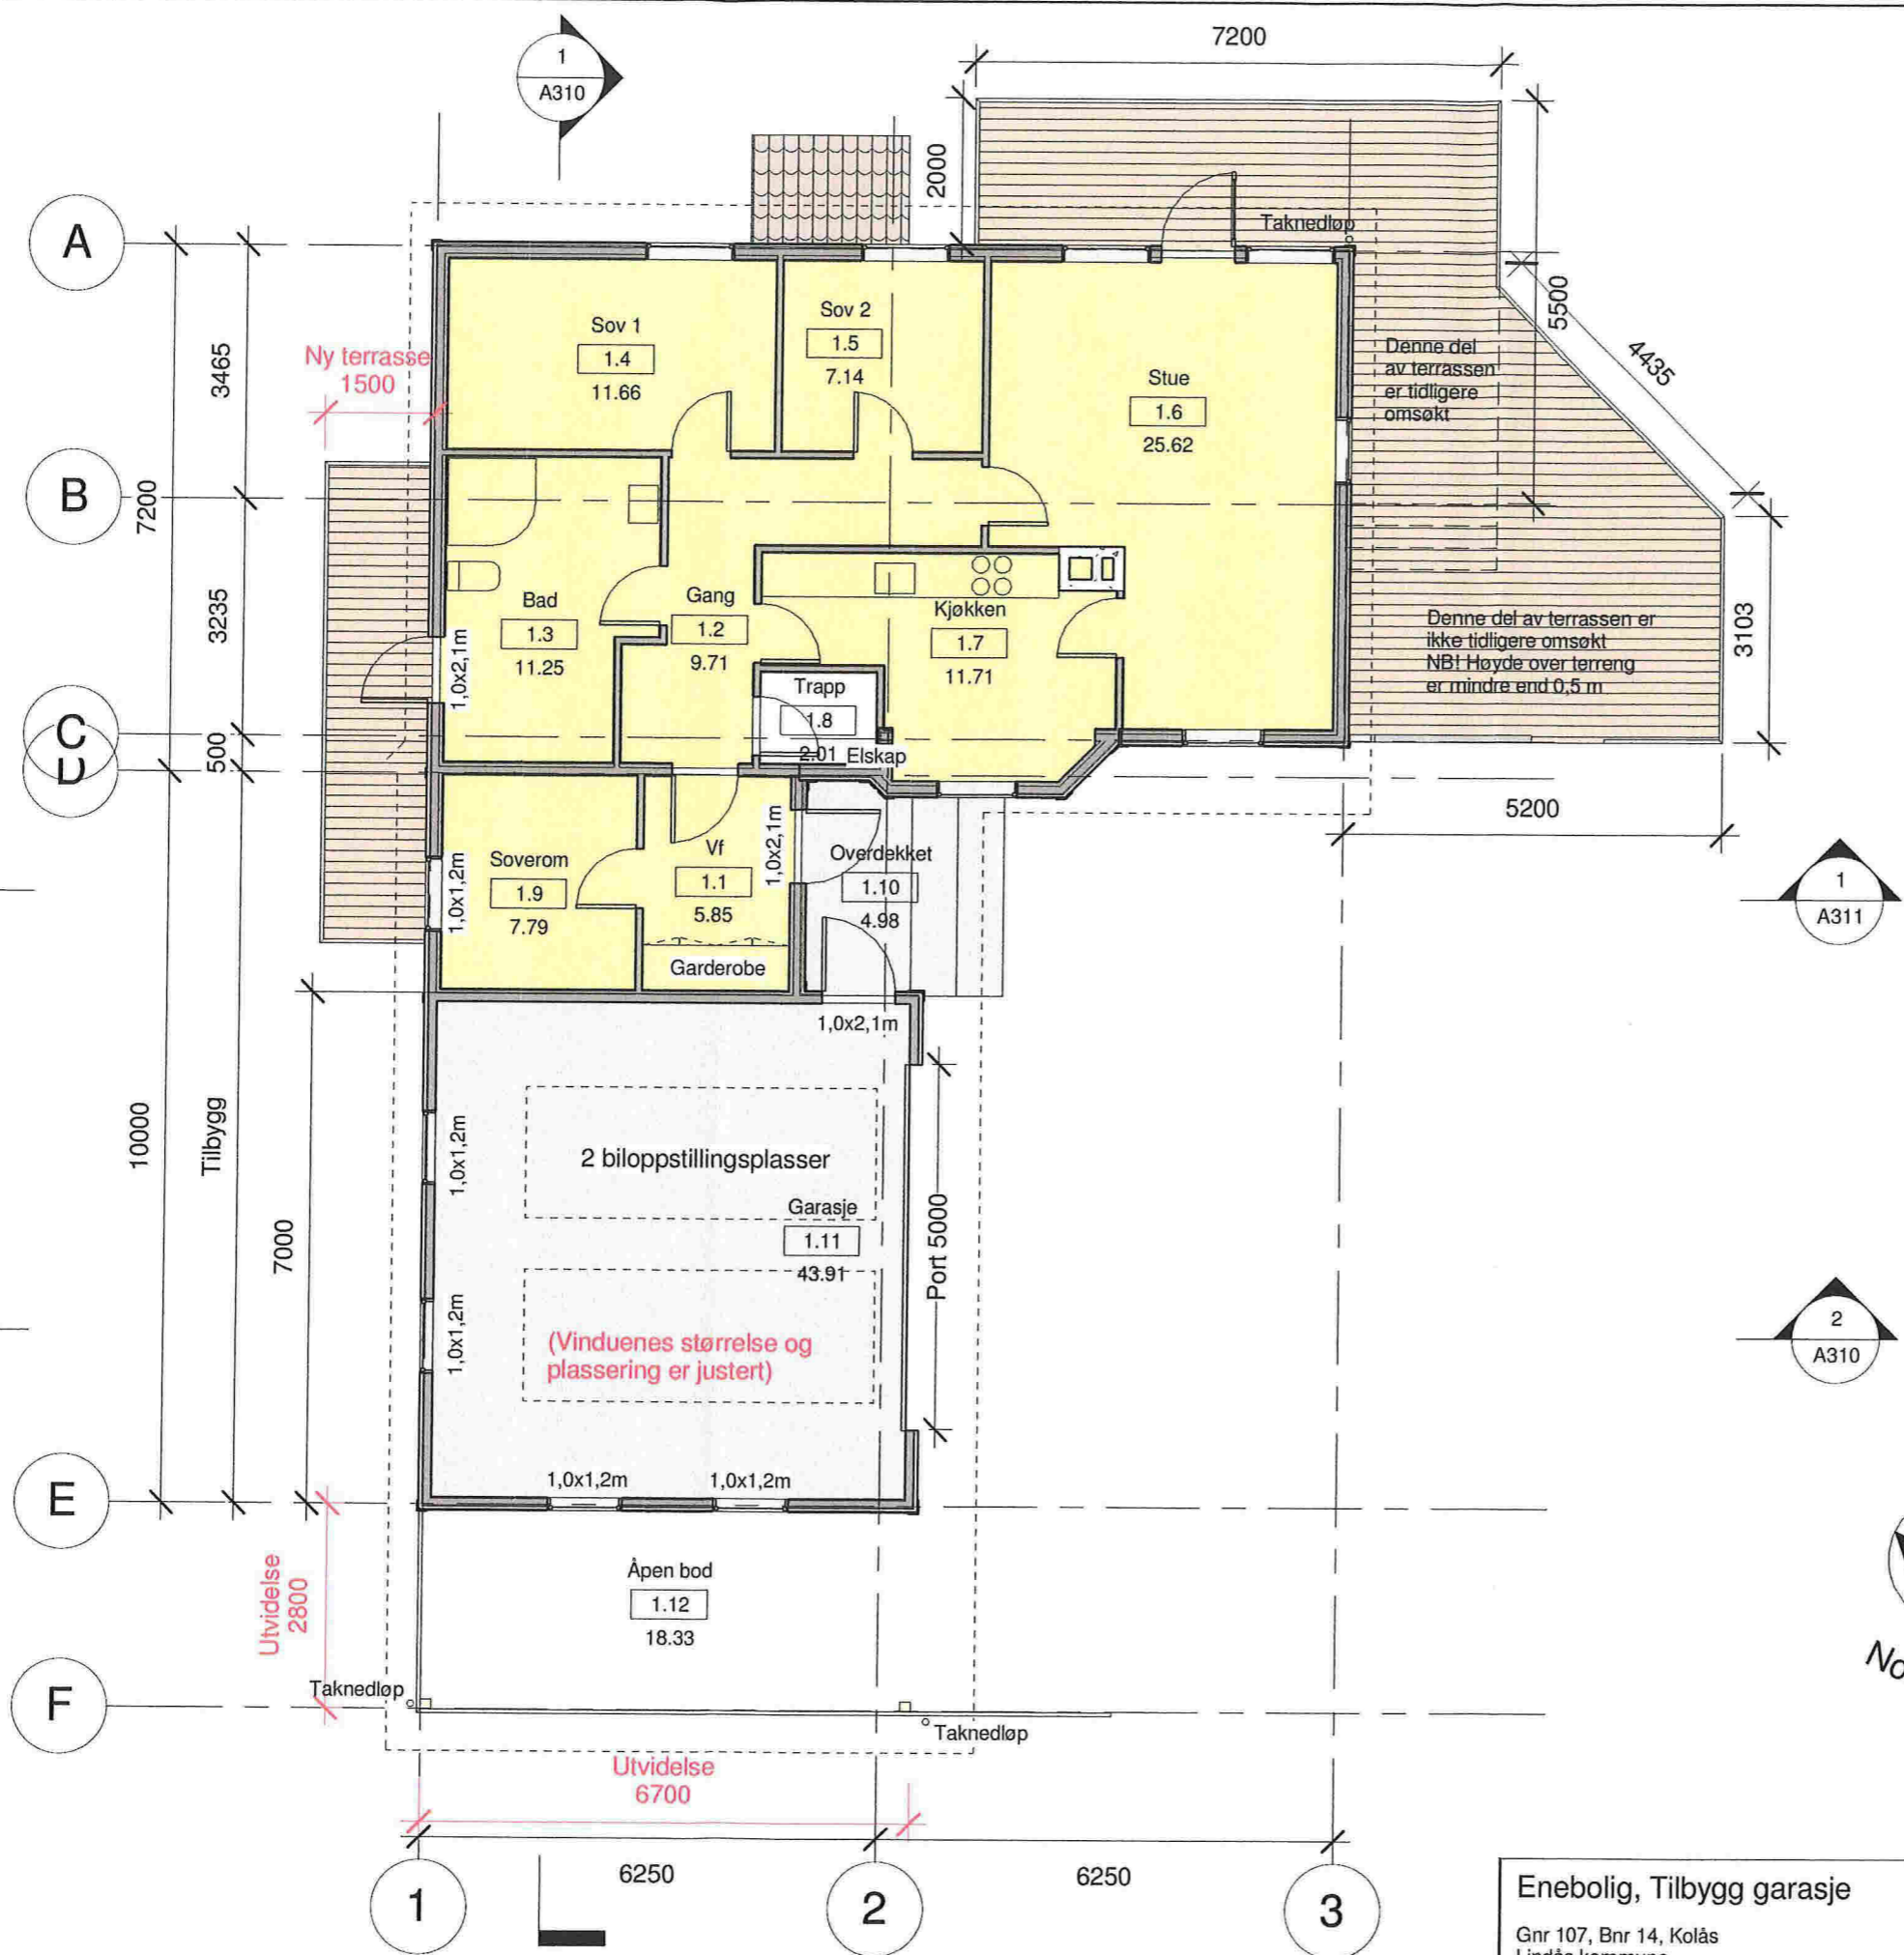 1
A310
7200
2000
Taknedløp
A
5500
4435
3465
Ny terrasse
1500
Sov 1
1.4
11.66
Sov 2
1.5
7.14
Stue
1.6
25.62
Denne del
av terrassen
er tidligere
omsøkt
B
7200
3235
Bad
1.3
11.25
1,0x2,1m
Gang
1.2
9.71
Kjøkken
1.7
11.71
Denne del av terrassen er
ikke tidligere omsøkt
NB! Høyde over terreng
er mindre end 0,5 m
3103
Trapp
1.8
2.01
Elskap
C
D
500
5200
Soverom
1.9
7.79
1,0x1,2m
Vf
1.1
5.85
1,0x2,1m
Garderobe
Overdekket
1.10
4.98
1
A311
1,0x2,1m
10000
Tilbygg
7000
1,0x1,2m
2 biloppstillingsplasser
Garasje
1.11
43.91
Port 5000
1,0x1,2m
(Vinduenes størrelse og
plassering er justert)
2
A310
1,0x1,2m
1,0x1,2m
E
Utvidelse
2800
Åpen bod
1.12
18.33
F
Taknedløp
Taknedløp
Utvidelse
6700
6250
6250
1
2
3
Enebolig, Tilbygg garasje
Gnr 107, Bnr 14, Kolås
Lindås kommune